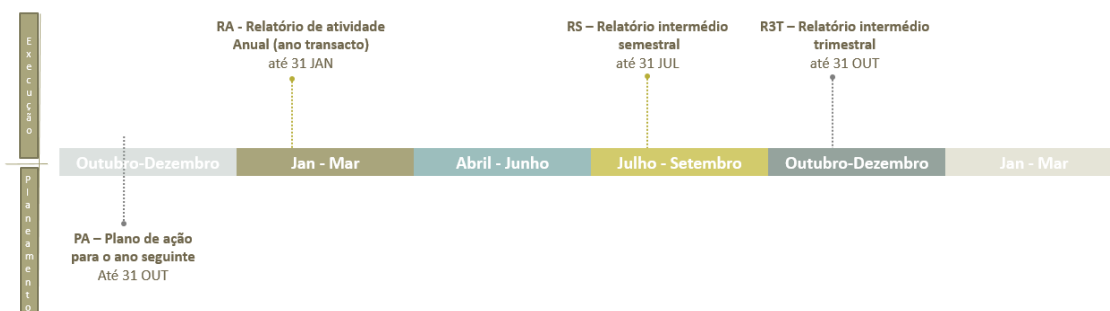 Execução
RA - Relatório de atividade
Anual (ano transacto)
até 31 JAN
RS – Relatório intermédio
semestral
até 31 JUL
R3T – Relatório intermédio
trimestral
até 31 OUT
Outubro-Dezembro
Jan - Mar
Abril - Junho
Julho - Setembro
Outubro-Dezembro
Jan - Mar
Planeamento
PA – Plano de ação
para o ano seguinte
Até 31 OUT